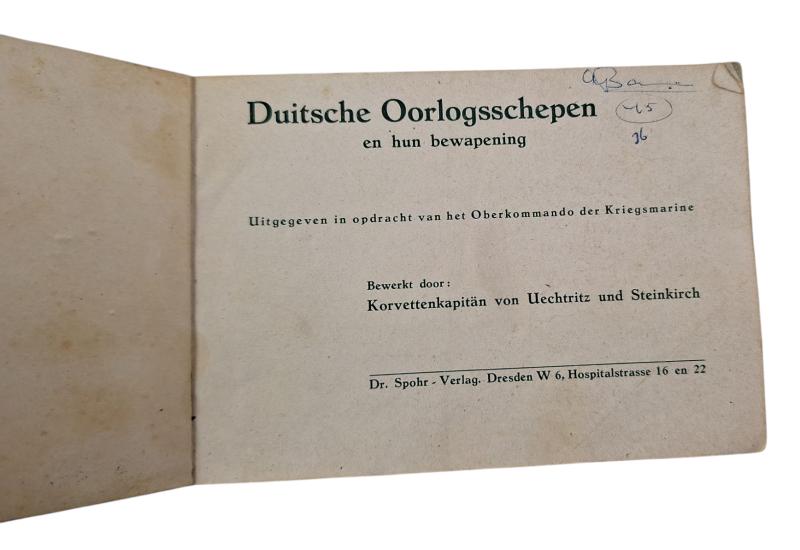 Duitsche Oorlogsschepen
en hun bewapening
Uitgegeven in opdracht van het Oberkommando der Kriegsmarine
Bewerkt door:
Korvettenkapitän von Uechtritz und Steinkirch
Dr. Spohr - Verlag. Dresden W 6, Hospitalstrasse 16 en 22